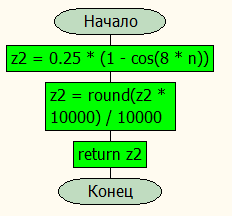 Начало
z2 = 0.25 * (1 - cos(8 * n))
z2 = round(z2 *
10000) / 10000
return z2
Конец